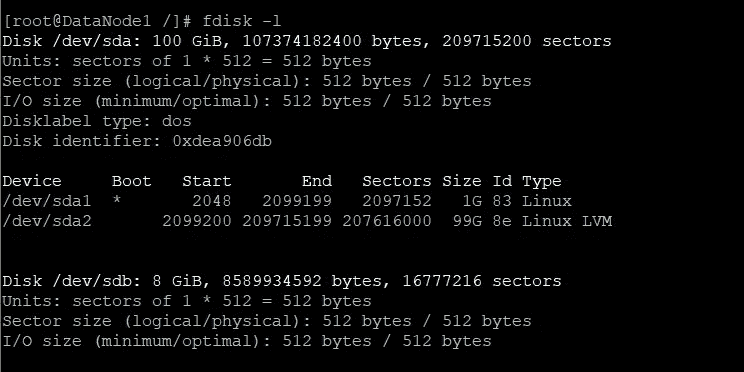 [root@DataNode1 /]# fdisk -l
Disk /dev/sda: 100 GiB, 107374182400 bytes, 209715200 sectors
Units: sectors of 1 * 512 = 512 bytes
Sector size (logical/physical): 512 bytes / 512 bytes
I/O size (minimum/optimal): 512 bytes / 512 bytes
Disklabel type: dos
Disk identifier: 0xdea906db
Device     Boot   Start       End   Sectors Size Id Type
/dev/sda1  *       2048   2099199   2097152   1G 83 Linux
/dev/sda2       2099200 209715199 207616000  99G 8e Linux LVM
Disk /dev/sdb: 8 GiB, 8589934592 bytes, 16777216 sectors
Units: sectors of 1 * 512 = 512 bytes
Sector size (logical/physical): 512 bytes / 512 bytes
I/O size (minimum/optimal): 512 bytes / 512 bytes